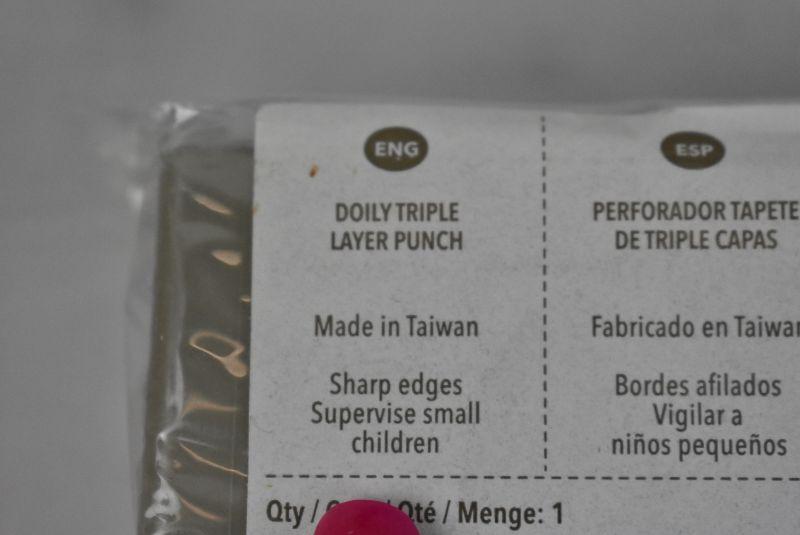 ENG
DOILY TRIPLE
LAYER PUNCH
Made in Taiwan
Sharp edges
Supervise small
children
ESP
PERFORADOR TAPETE
DE TRIPLE CAPAS
Fabricado en Taiwan
Bordes afilados
Vigilar a
niños pequeños
Qty / / Qté / Menge: 1